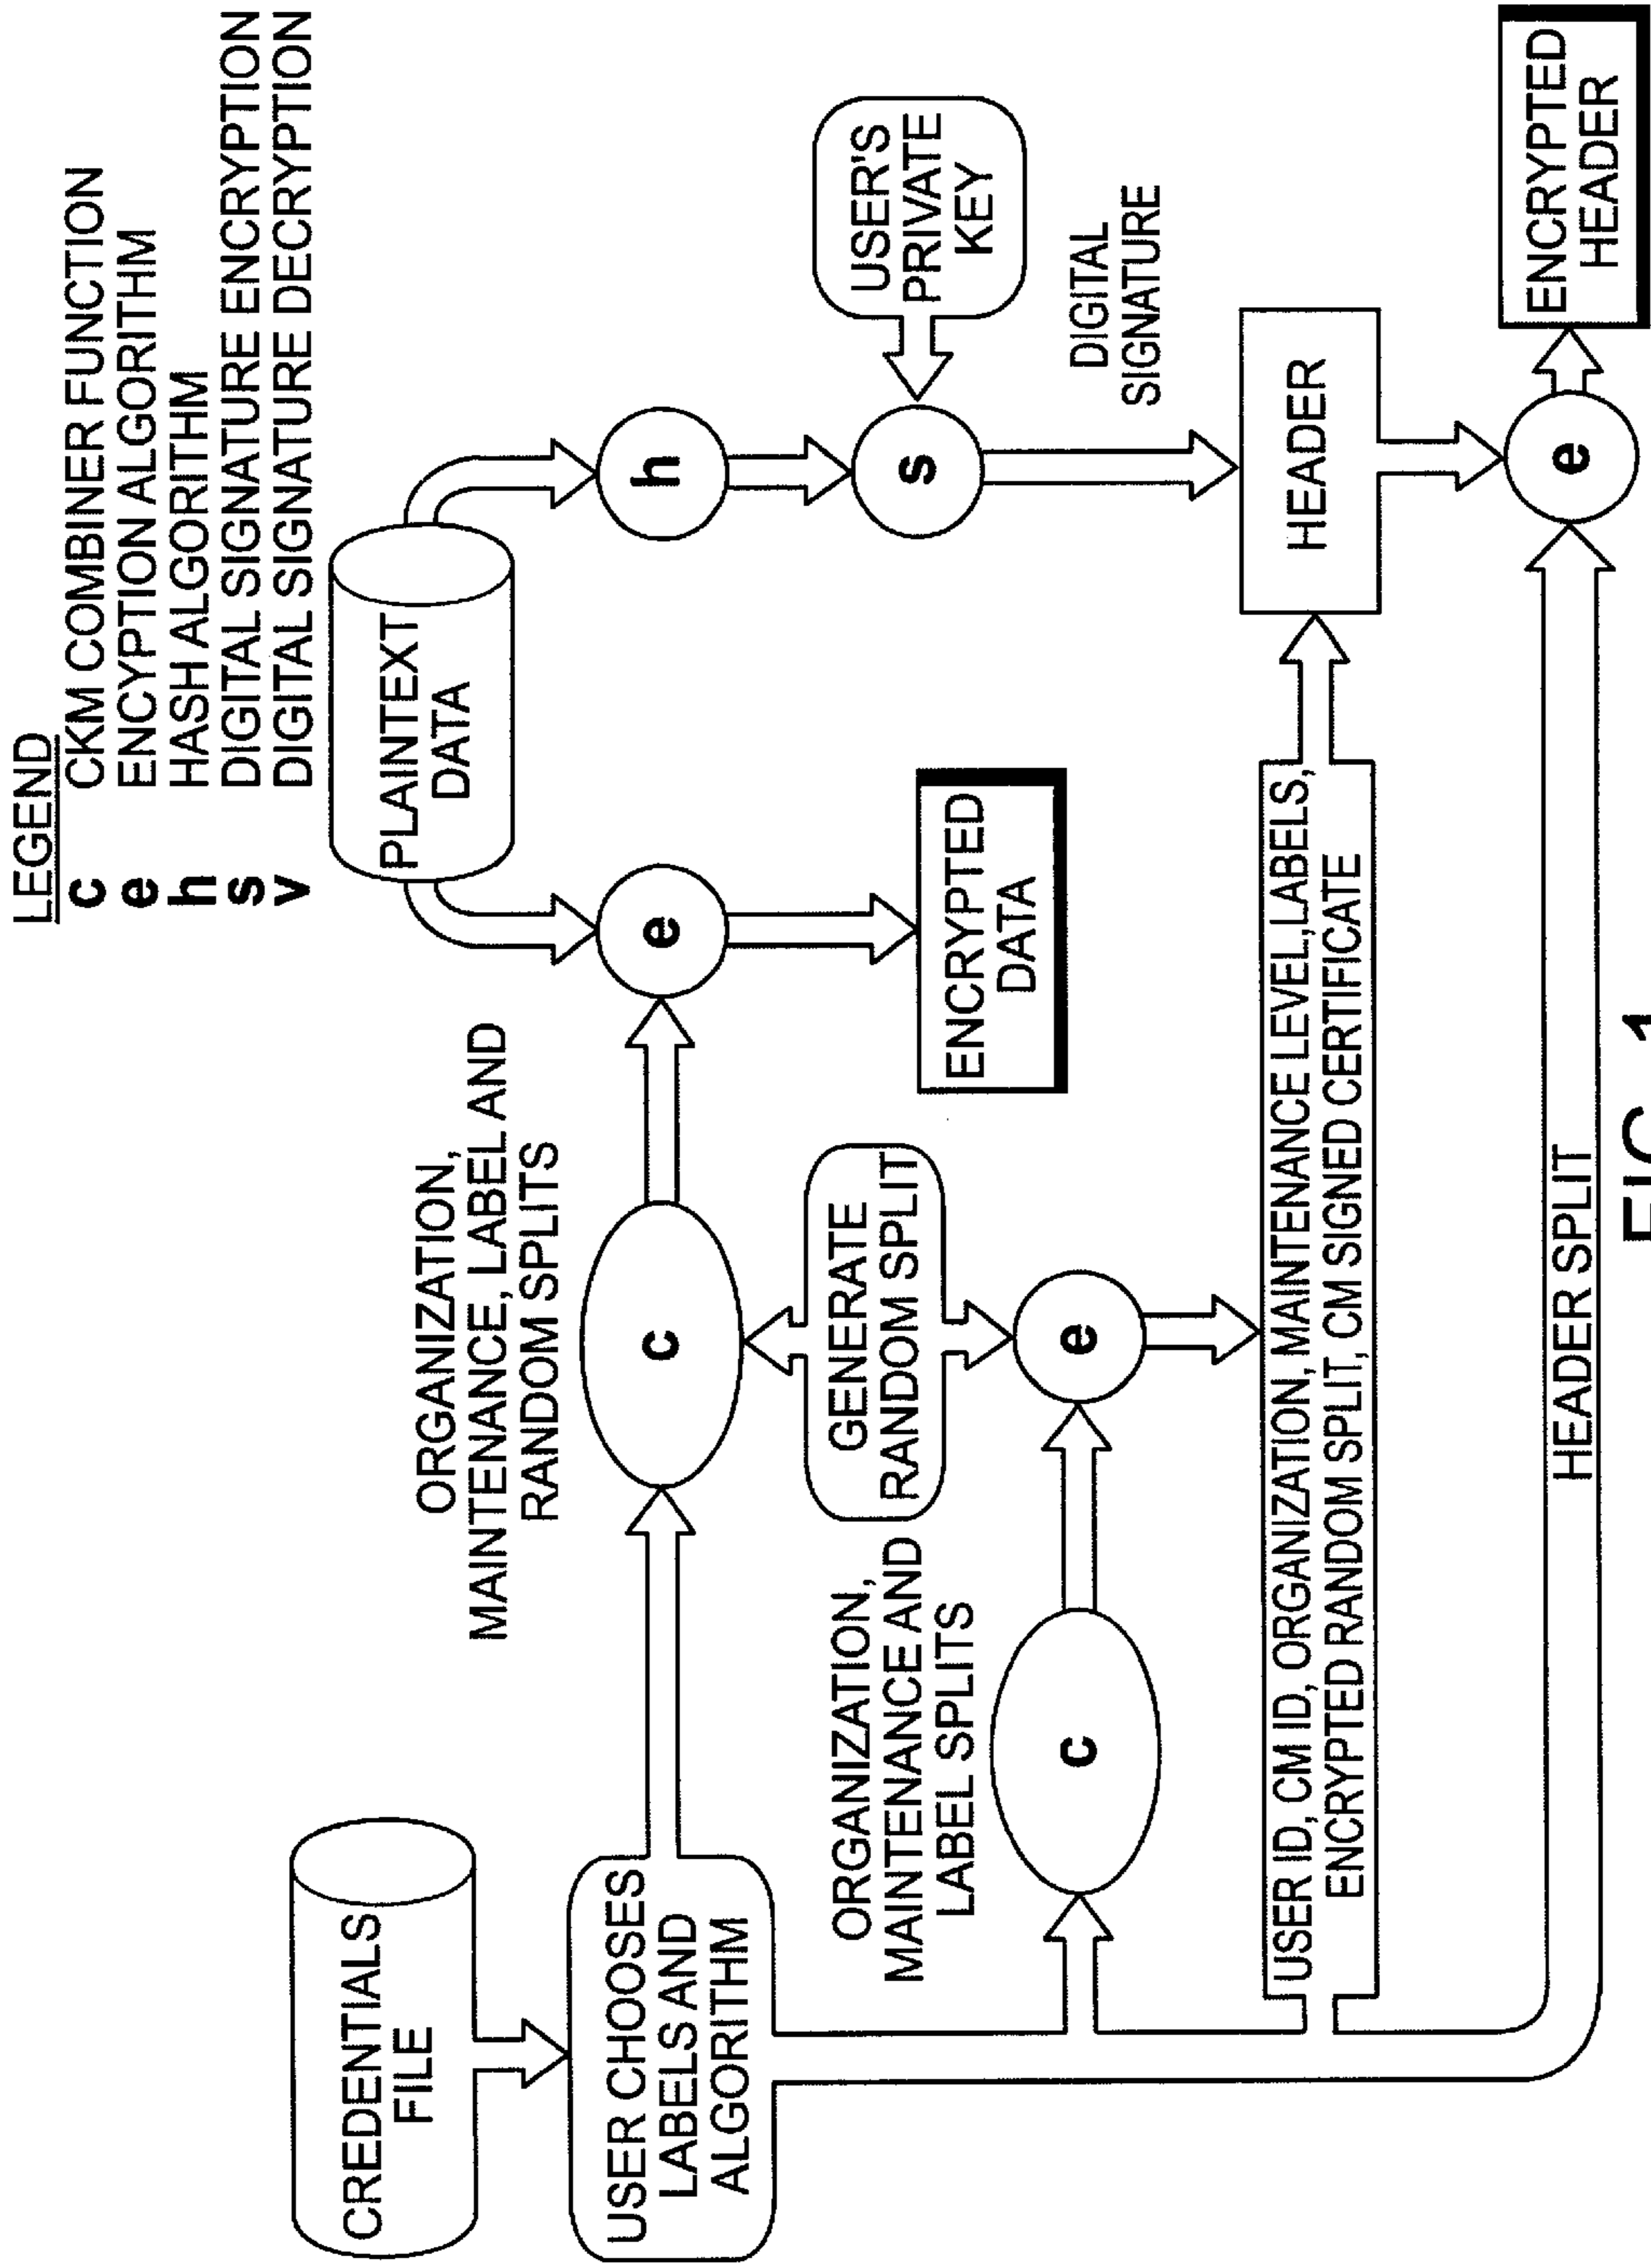 LEGEND
c CKM COMBINER FUNCTION
e ENCYPTION ALGORITHM
h HASH ALGORITHM
s DIGITAL SIGNATURE ENCRYPTION
v DIGITAL SIGNATURE DECRYPTION
CREDENTIALS
FILE
PLAINTEXT
DATA
ORGANIZATION,
MAINTENANCE, LABEL AND
RANDOM SPLITS
USER CHOOSES
LABELS AND
ALGORITHM
c
e
h
GENERATE
RANDOM SPLIT
s
USER'S
PRIVATE
KEY
ENCRYPTED
DATA
ORGANIZATION,
MAINTENANCE AND
LABEL SPLITS
c
e
DIGITAL
SIGNATURE
USER ID, CM ID, ORGANIZATION, MAINTENANCE LEVEL, LABELS,
ENCRYPTED RANDOM SPLIT, CM SIGNED CERTIFICATE
HEADER
HEADER SPLIT
e
ENCRYPTED
HEADER